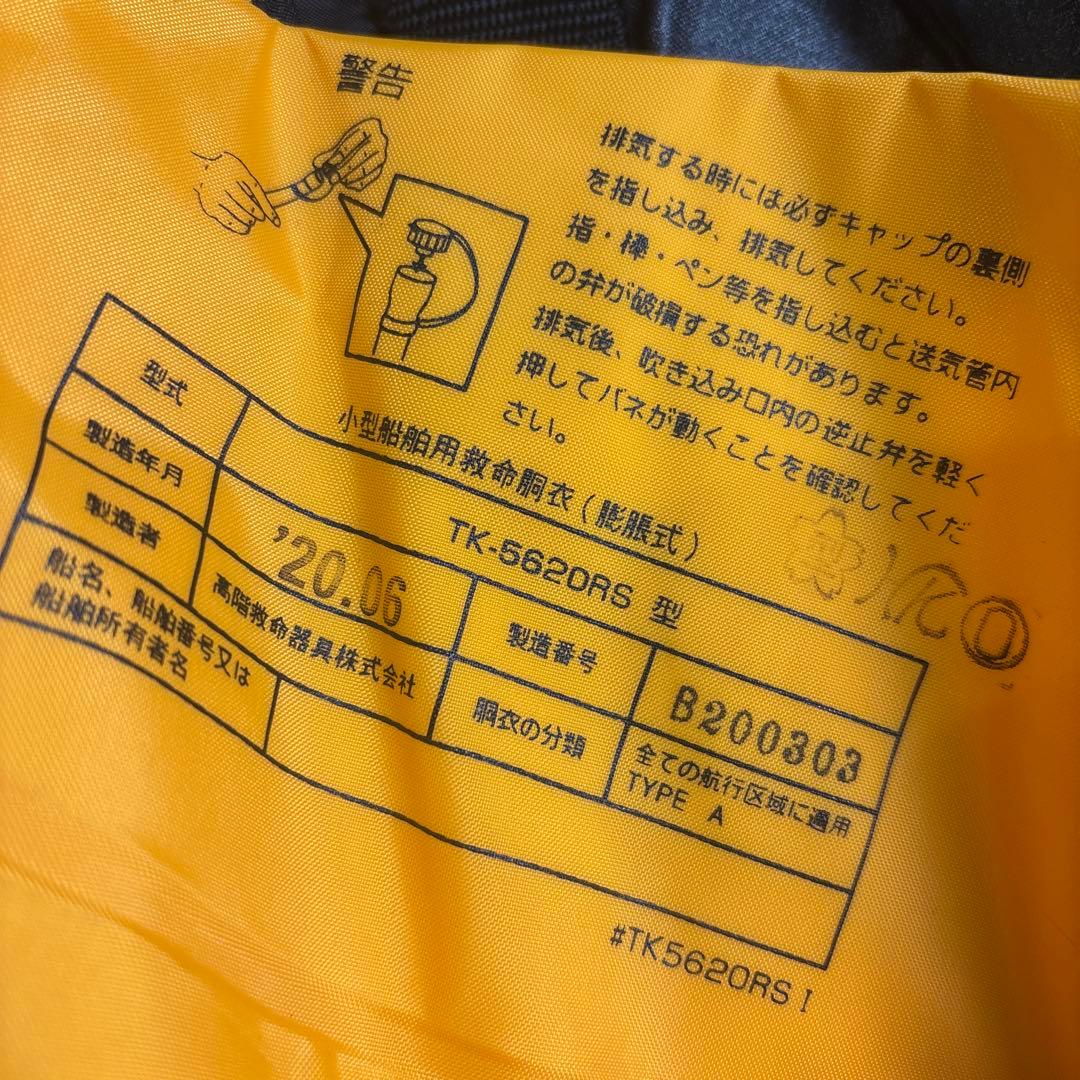 警告
排気する時には必ずキャップの裏側
を指し込み、排気してください。
指・棒・ペン等を指し込むと送気管内
の弁が破損する恐れがあります。
排気後、吹き込み口内の逆止弁を軽く
押してバネが動くことを確認してくだ
さい。
小型船舶用救命胴衣(膨脹式)
型式
TK-5620RS 型
製造年月
'20.06
製造番号
B200303
製造者
高階救命器具株式会社
胴衣の分類
全ての航行区域に適用
TYPE A
船名、船舶番号又は
船舶所有者名
#TK5620RS I